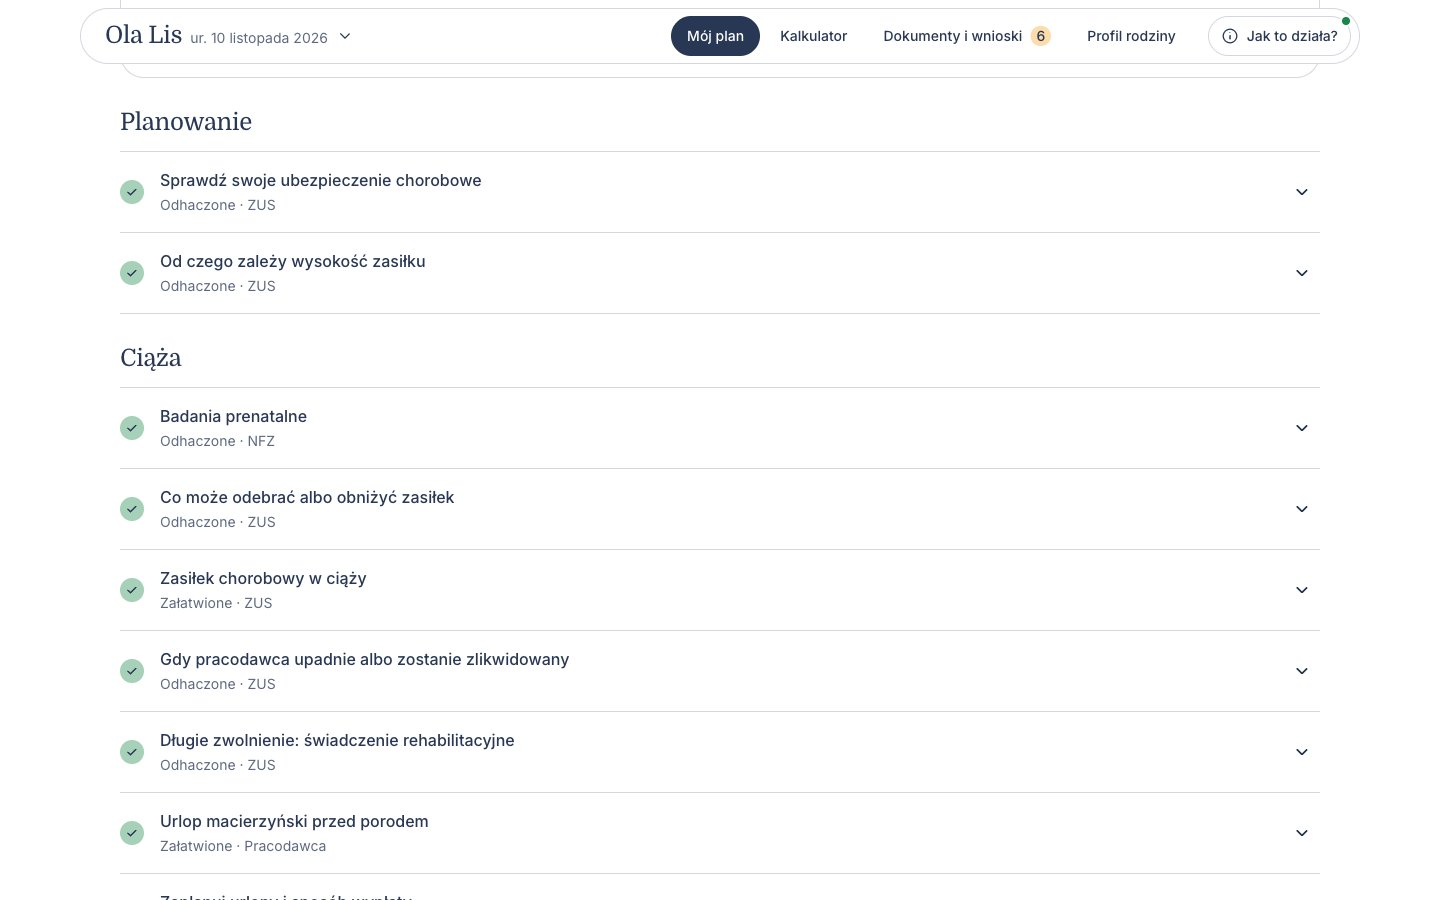 Ola Lis ur. 10 listopada 2026
Mój plan
Kalkulator
Dokumenty i wnioski 6
Profil rodziny
Jak to działa?
Planowanie
Sprawdź swoje ubezpieczenie chorobowe
Odhaczone · ZUS
Od czego zależy wysokość zasiłku
Odhaczone · ZUS
Ciąża
Badania prenatalne
Odhaczone · NFZ
Co może odebrać albo obniżyć zasiłek
Odhaczone · ZUS
Zasiłek chorobowy w ciąży
Załatwione · ZUS
Gdy pracodawca upadnie albo zostanie zlikwidowany
Odhaczone · ZUS
Długie zwolnienie: świadczenie rehabilitacyjne
Odhaczone · ZUS
Urlop macierzyński przed porodem
Załatwione · Pracodawca